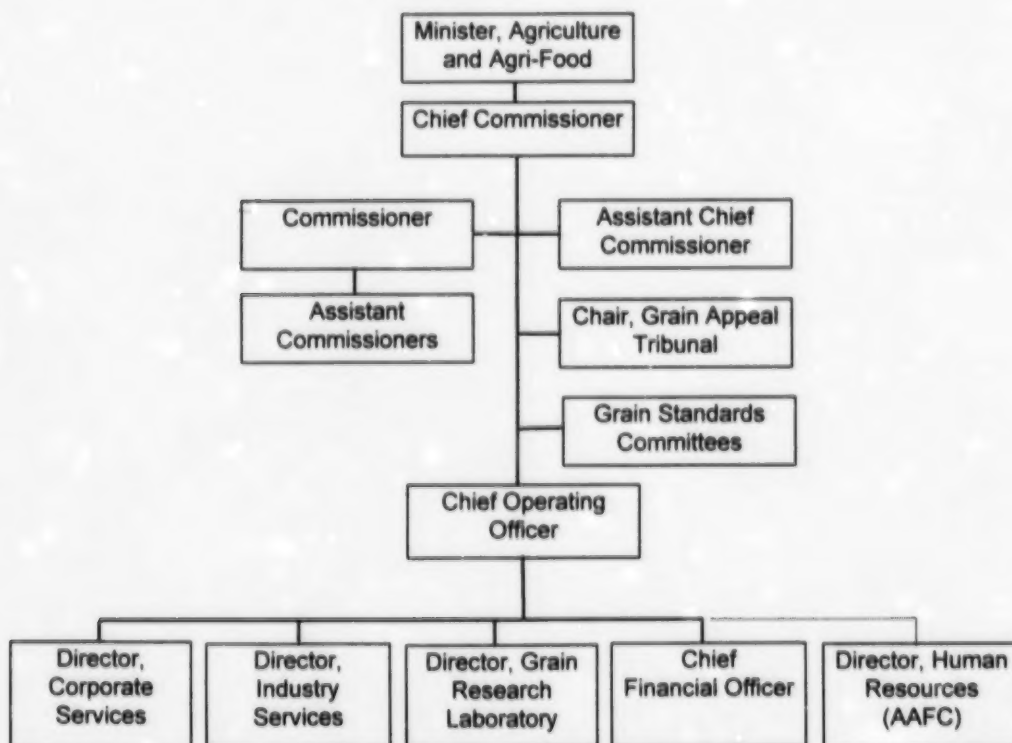 Minister, Agriculture
and Agri-Food
Chief Commissioner
Commissioner
Assistant Chief
Commissioner
Assistant
Commissioners
Chair, Grain Appeal
Tribunal
Grain Standards
Committees
Chief Operating
Officer
Director,
Corporate
Services
Director,
Industry
Services
Director, Grain
Research
Laboratory
Chief
Financial Officer
Director, Human
Resources
(AAFC)